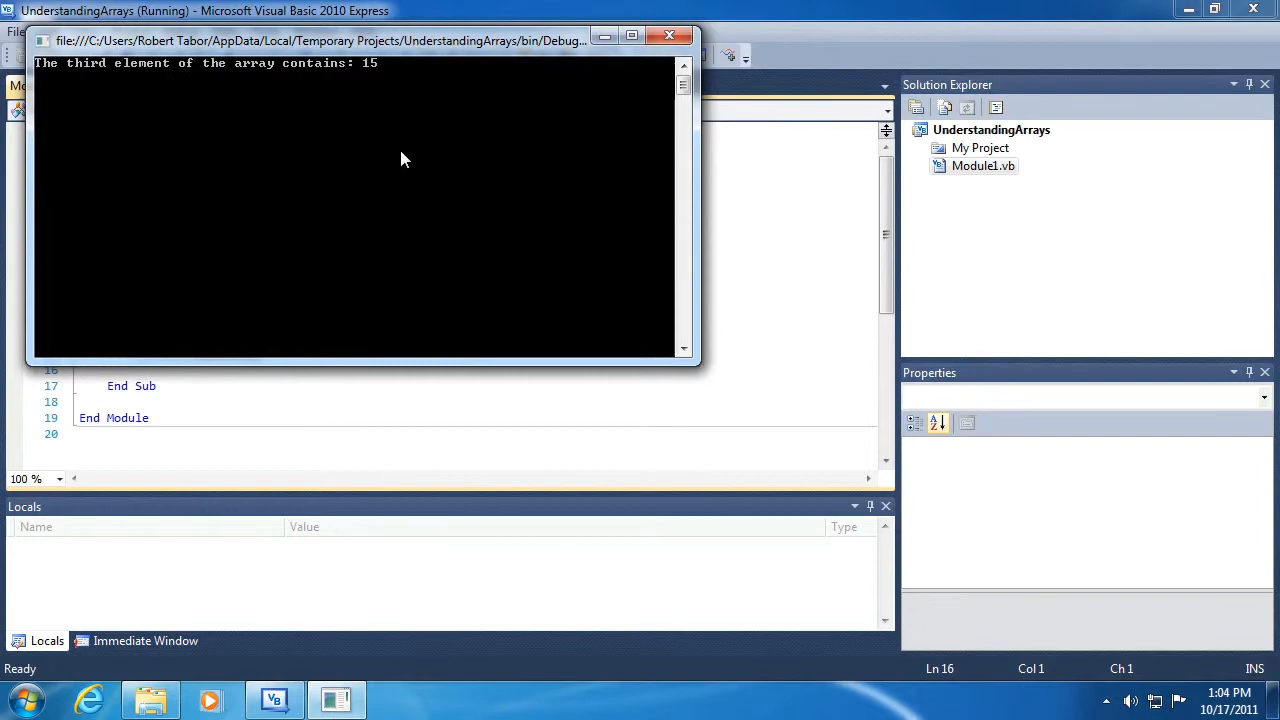 UnderstandingArrays (Running) - Microsoft Visual Basic 2010 Express
file:///C:/Users/Robert Tabor/AppData/Local/Temporary Projects/UnderstandingArrays/bin/Debug...
The third element of the array contains: 15
Solution Explorer
UnderstandingArrays
My Project
Module1.vb
Properties
16
17 End Sub
18
19 End Module
20
100 %
Locals
Name Value Type
Locals Immediate Window
Ready Ln 16 Col 1 Ch 1 INS
1:04 PM
10/17/2011